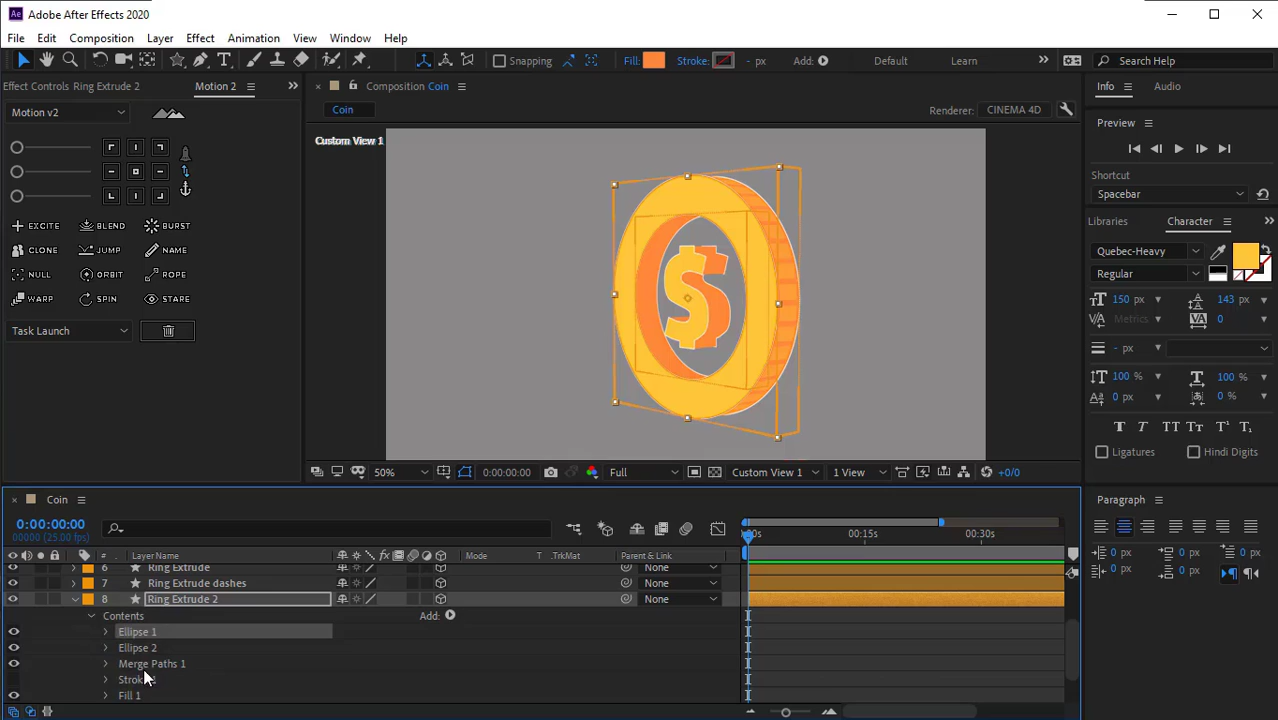 Adobe After Effects 2020
File Edit Composition Layer Effect Animation View Window Help
Snapping Fill: Stroke: - px Add: Default Learn Search Help
Effect Controls Ring Extrude 2 Motion 2 Composition Coin Info Audio
Motion v2 Coin Renderer: CINEMA 4D Preview
Custom View 1
Shortcut
Spacebar
EXCITE BLEND BURST Libraries Character
CLONE JUMP NAME Quebec-Heavy
NULL ORBIT ROPE Regular
WARP SPIN STARE 150 px 143 px
Metrics 0
Task Launch - px
100 % 100 %
0 px 0 %
Ligatures Hindi Digits
50% 0:00:00:00 Full Custom View 1 1 View +0/0
Coin Paragraph
0:00:00:00
00000 (25.00 fps) 00s 00:15s 00:30s
# Layer Name Mode T .TrkMat Parent & Link 0 px 0 px 0 px
6 Ring Extrude None 0 px 0 px
7 Ring Extrude dashes None
8 Ring Extrude 2 None
Contents Add:
Ellipse 1
Ellipse 2
Merge Paths 1
Stroke 1
Fill 1